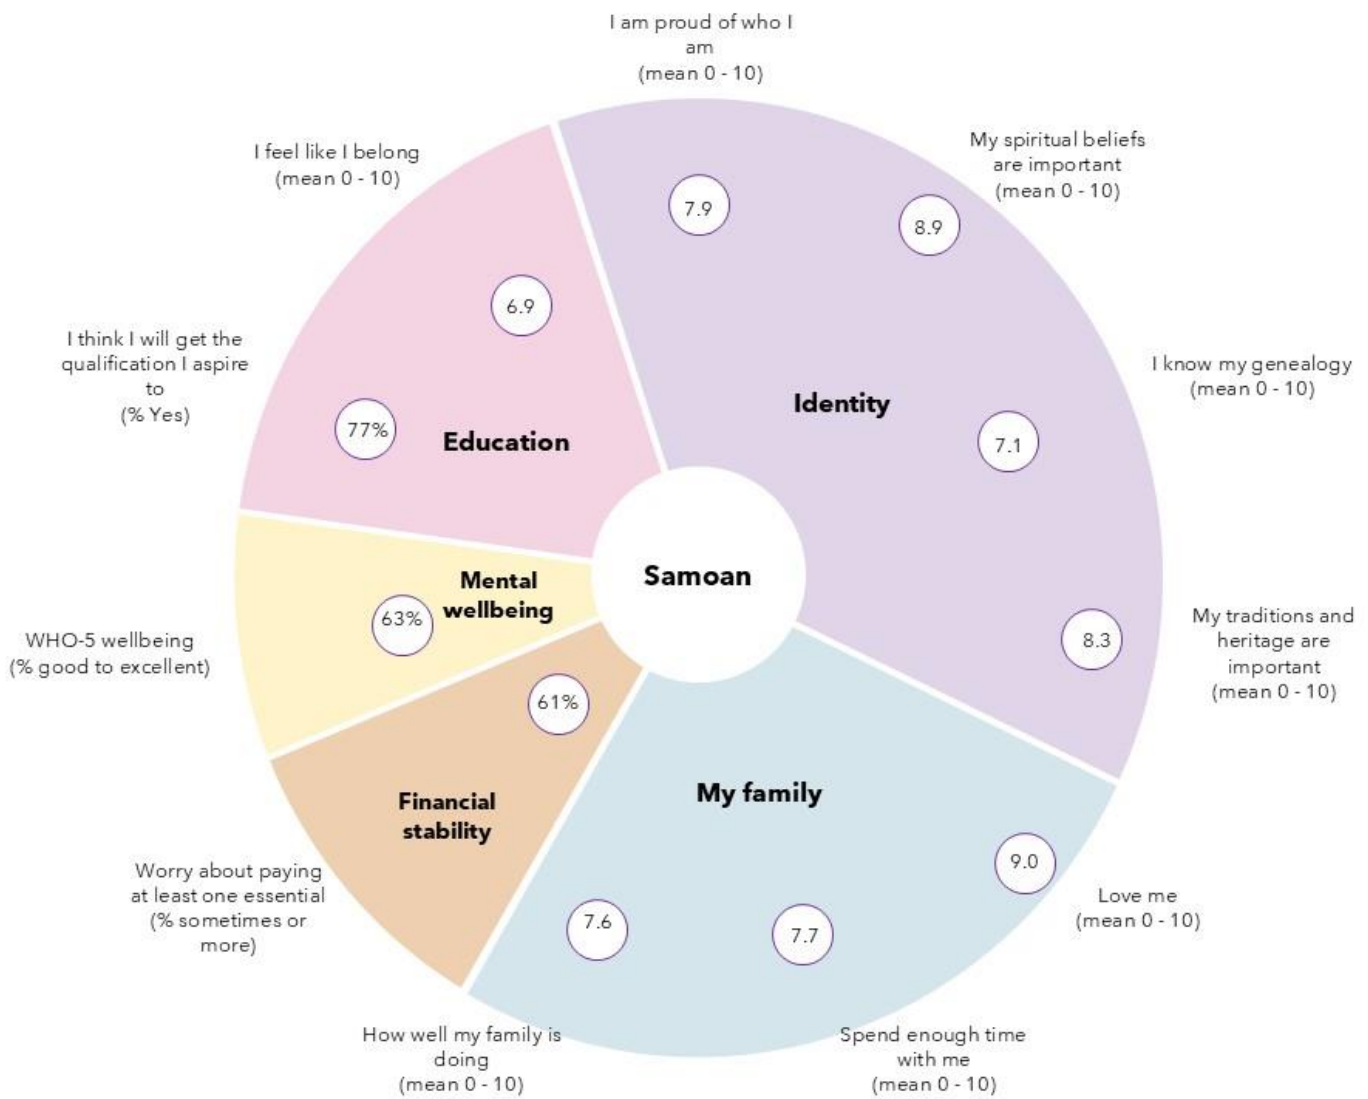 I am proud of who I
am
(mean 0 - 10)
My spiritual beliefs
are important
(mean 0 - 10)
I feel like I belong
(mean 0 - 10)
7.9
8.9
6.9
I think I will get the
qualification I aspire
to
(% Yes)
I know my genealogy
(mean 0 - 10)
Identity
77%
Education
7.1
Samoan
Mental
wellbeing
63%
WHO-5 wellbeing
(% good to excellent)
My traditions and
heritage are
important
(mean 0 - 10)
8.3
61%
My family
Financial
stability
9.0
Worry about paying
at least one essential
(% sometimes or
more)
Love me
(mean 0 - 10)
7.6
7.7
How well my family is
doing
(mean 0 - 10)
Spend enough time
with me
(mean 0 - 10)